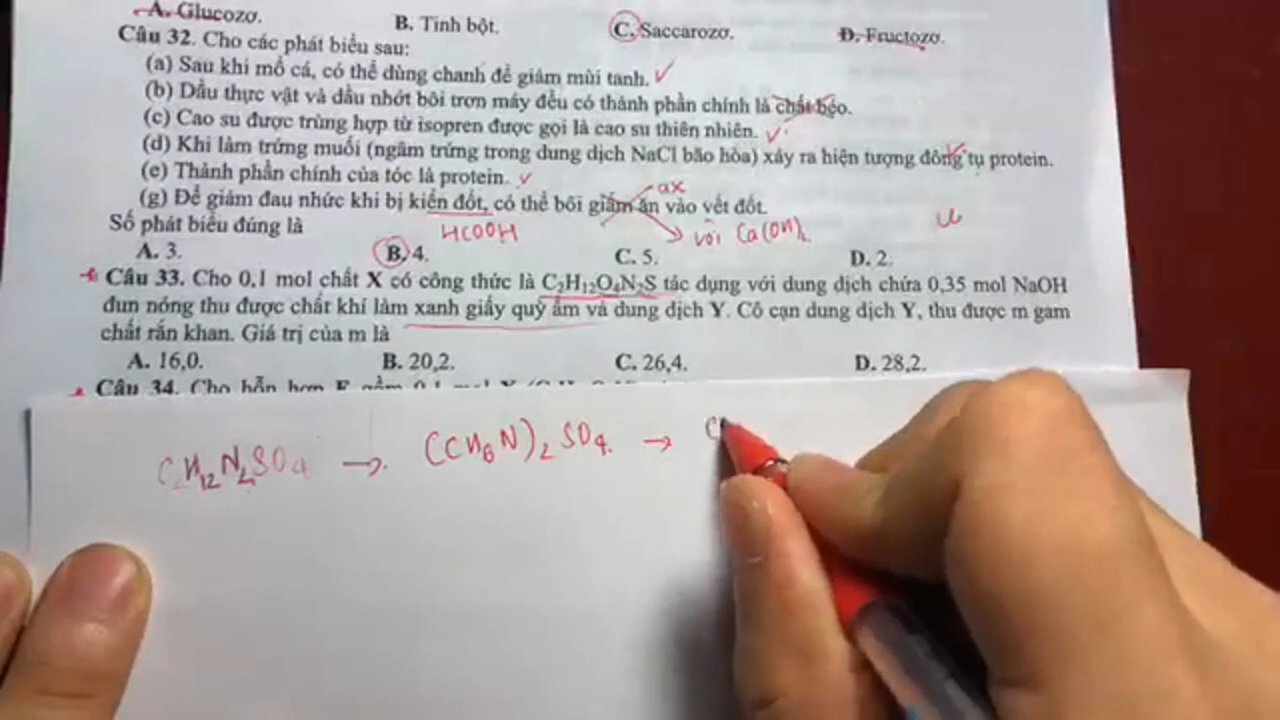 A. Glucozơ. B. Tinh bột. C. Saccarozơ. D. Fructozơ.
Câu 32. Cho các phát biểu sau:
(a) Sau khi mổ cá, có thể dùng chanh để giảm mùi tanh.
(b) Dầu thực vật và dầu nhớt bôi trơn máy đều có thành phần chính là chất béo.
(c) Cao su được trùng hợp từ isopren được gọi là cao su thiên nhiên.
(d) Khi làm trứng muối (ngâm trứng trong dung dịch NaCl bão hòa) xảy ra hiện tượng đông tụ protein.
(e) Thành phần chính của tóc là protein.
ax
(g) Để giảm đau nhức khi bị kiến đốt, có thể bôi giấm ăn vào vết đốt.
Số phát biểu đúng là
HCOOH vôi Ca(OH)2
A. 3. B. 4. C. 5. D. 2.
Câu 33. Cho 0,1 mol chất X có công thức là C2H12O4N2S tác dụng với dung dịch chứa 0,35 mol NaOH
đun nóng thu được chất khí làm xanh giấy quỳ ẩm và dung dịch Y. Cô cạn dung dịch Y, thu được m gam
chất rắn khan. Giá trị của m là
A. 16,0. B. 20,2. C. 26,4. D. 28,2.
Câu 34. Cho hỗn hợp E gồm 0,1 mol X
C2H12N2SO4 → (CH6N)2SO4 → C